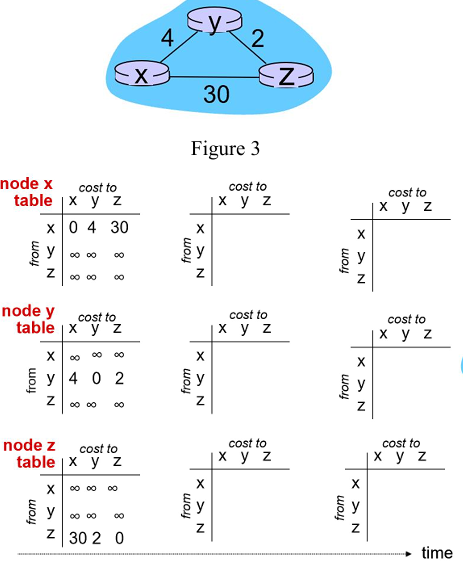 y
4 2
x z
30
Figure 3
node x table cost to x y z
from
x 0 4 30
y ∞ ∞ ∞
z ∞ ∞ ∞
cost to
x y z
from
x
y
z
cost to
x y z
from
x
y
z
node y table cost to x y z
from
x ∞ ∞ ∞
y 4 0 2
z ∞ ∞ ∞
cost to
x y z
from
x
y
z
cost to
x y z
from
x
y
z
node z table cost to x y z
from
x ∞ ∞ ∞
y ∞ ∞ ∞
z 30 2 0
cost to
x y z
from
x
y
z
cost to
x y z
from
x
y
z
time